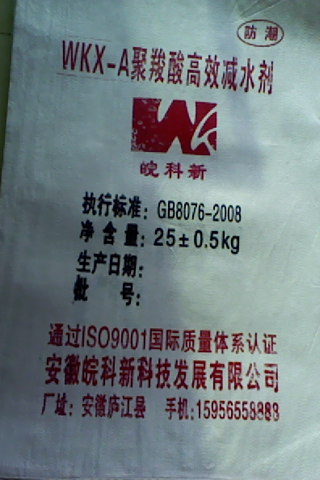 防潮
WKX-A聚羧酸高效减水剂
皖科新
执行标准：GB8076-2008
净含量：25±0.5kg
生产日期：
批号：
通过ISO9001国际质量体系认证
安徽皖科新科技发展有限公司
厂址：安徽庐江县 手机：15956558883